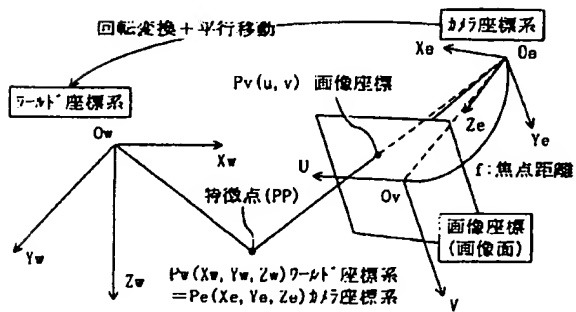 回転変換+平行移動
カメラ座標系
Xe
Oe
Pv(u,v) 画像座標
ワールド座標系
Ze
Ye
Ow
Xw
U
f:焦点距離
特徴点(PP)
Ov
画像座標
(画像面)
Yw
Zw
Pw(Xw,Yw,Zw)ワールド座標系
=Pe(Xe,Ye,Ze)カメラ座標系
V